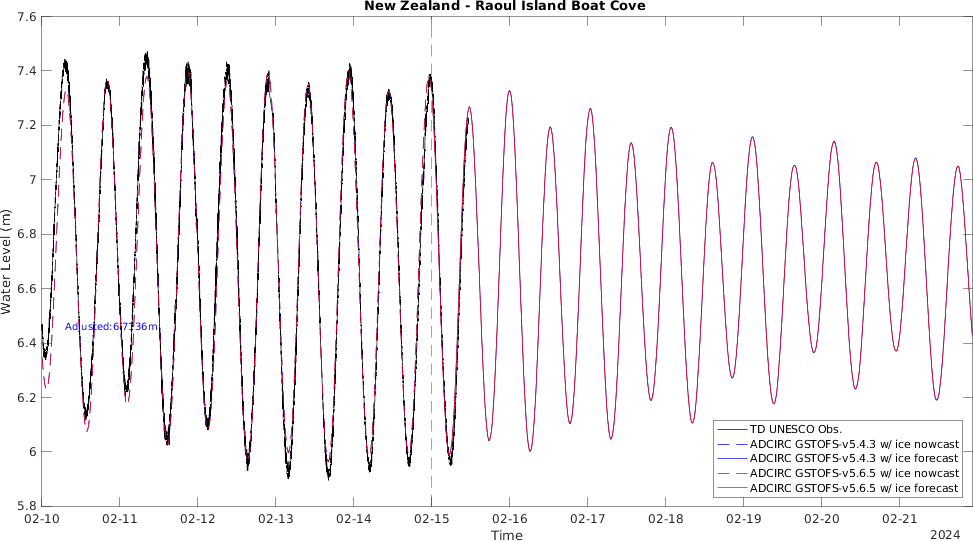 New Zealand - Raoul Island Boat Cove
Water Level (m)
7.6
7.4
7.2
7
6.8
6.6
6.4
6.2
6
5.8
Adjusted:6.7336m
TD UNESCO Obs.
ADCIRC GSTOFS-v5.4.3 w/ ice nowcast
ADCIRC GSTOFS-v5.4.3 w/ ice forecast
ADCIRC GSTOFS-v5.6.5 w/ ice nowcast
ADCIRC GSTOFS-v5.6.5 w/ ice forecast
02-10 02-11 02-12 02-13 02-14 02-15 02-16 02-17 02-18 02-19 02-20 02-21
Time
2024